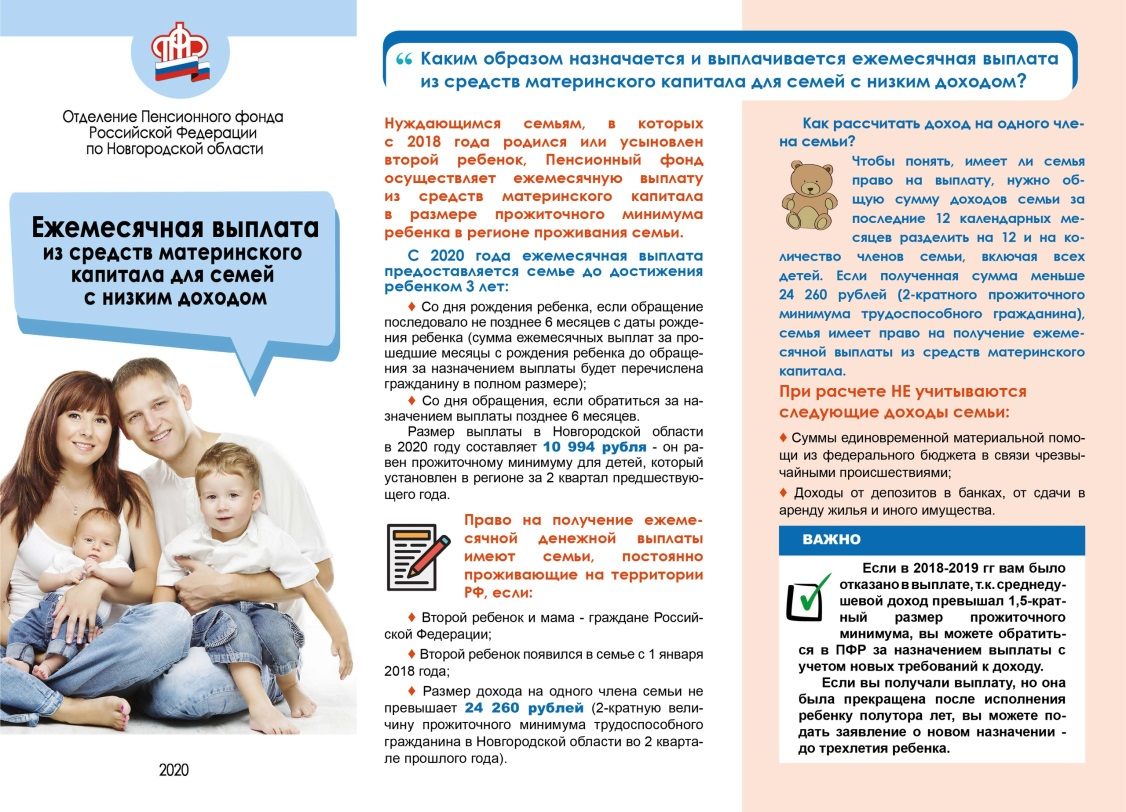 Отделение Пенсионного фонда
Российской Федерации
по Новгородской области
Ежемесячная выплата
из средств материнского
капитала для семей
с низким доходом
2020
“ Каким образом назначается и выплачивается ежемесячная выплата
из средств материнского капитала для семей с низким доходом?
Нуждающимся семьям, в которых
с 2018 года родился или усыновлен
второй ребенок, Пенсионный фонд
осуществляет ежемесячную выплату
из средств материнского капитала
в размере прожиточного минимума
ребенка в регионе проживания семьи.
С 2020 года ежемесячная выплата
предоставляется семье до достижения
ребенком 3 лет:
♦ Со дня рождения ребенка, если обращение
последовало не позднее 6 месяцев с даты рожде-
ния ребенка (сумма ежемесячных выплат за про-
шедшие месяцы с рождения ребенка до обраще-
ния за назначением выплаты будет перечислена
гражданину в полном размере);
♦ Со дня обращения, если обратиться за на-
значением выплаты позднее 6 месяцев.
Размер выплаты в Новгородской области
в 2020 году составляет 10 994 рубля - он ра-
вен прожиточному минимуму для детей, который
установлен в регионе за 2 квартал предшествую-
щего года.
Право на получение ежеме-
сячной денежной выплаты
имеют семьи, постоянно
проживающие на территории
РФ, если:
♦ Второй ребенок и мама - граждане Россий-
ской Федерации;
♦ Второй ребенок появился в семье с 1 января
2018 года;
♦ Размер дохода на одного члена семьи не
превышает 24 260 рублей (2-кратную вели-
чину прожиточного минимума трудоспособного
гражданина в Новгородской области во 2 кварта-
ле прошлого года).
Как рассчитать доход на одного чле-
на семьи?
Чтобы понять, имеет ли семья
право на выплату, нужно об-
щую сумму доходов семьи за
последние 12 календарных ме-
сяцев разделить на 12 и на ко-
личество членов семьи, включая всех
детей. Если полученная сумма меньше
24 260 рублей (2-кратного прожиточного
минимума трудоспособного гражданина),
семья имеет право на получение ежеме-
сячной выплаты из средств материнского
капитала.
При расчете НЕ учитываются
следующие доходы семьи:
♦ Суммы единовременной материальной помо-
щи из федерального бюджета в связи чрезвы-
чайными происшествиями;
♦ Доходы от депозитов в банках, от сдачи в
аренду жилья и иного имущества.
ВАЖНО
Если в 2018-2019 гг вам было
отказано в выплате, т.к. среднеду-
шевой доход превышал 1,5-крат-
ный размер прожиточного
минимума, вы можете обратить-
ся в ПФР за назначением выплаты с
учетом новых требований к доходу.
Если вы получали выплату, но она
была прекращена после исполнения
ребенку полутора лет, вы можете по-
дать заявление о новом назначении -
до трехлетия ребенка.